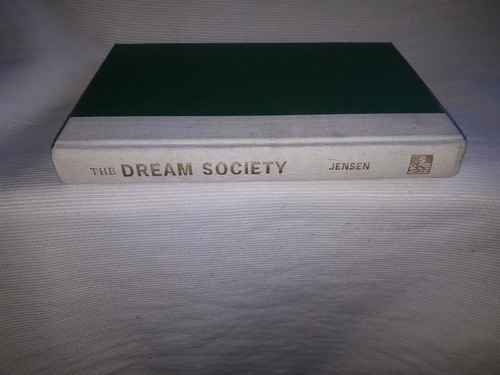 THE DREAM SOCIETY JENSEN